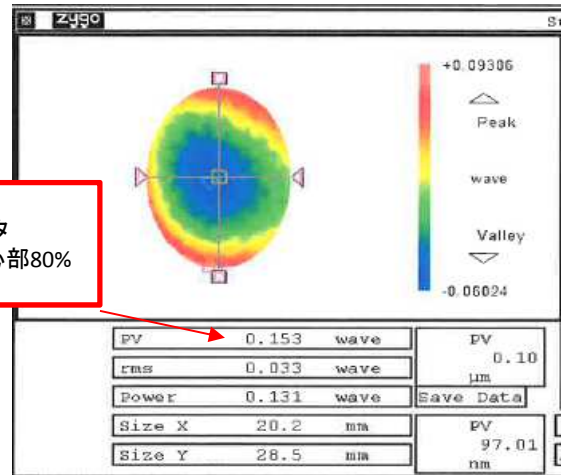 zygo
+0.09306
Peak
wave
Valley
-0.06024
タ
部80%
PV 0.153 wave
rms 0.033 wave
Power 0.131 wave
Size X 20.2 mm
Size Y 28.5 mm
PV
0.10
μm
Save Data
PV
97.01
nm